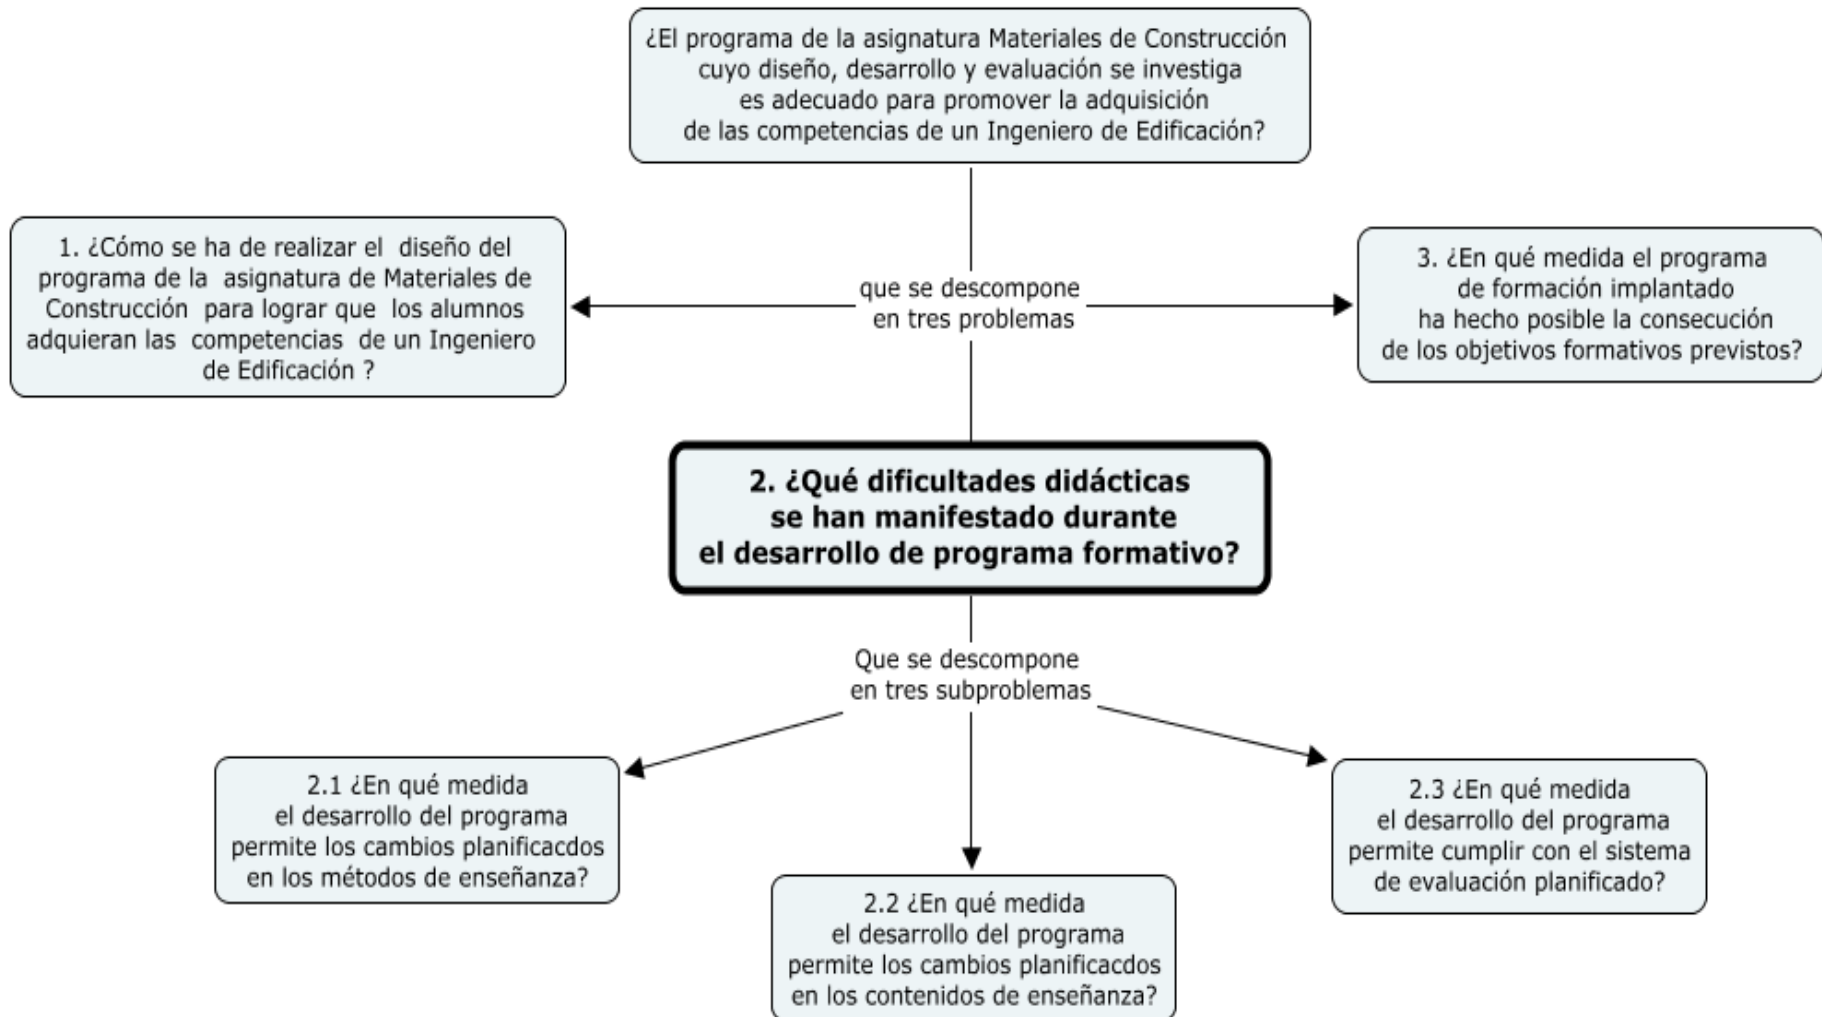 ¿El programa de la asignatura Materiales de Construcción
cuyo diseño, desarrollo y evaluación se investiga
es adecuado para promover la adquisición
de las competencias de un Ingeniero de Edificación?
1. ¿Cómo se ha de realizar el diseño del
programa de la asignatura de Materiales de
Construcción para lograr que los alumnos
adquieran las competencias de un Ingeniero
de Edificación ?
que se descompone
en tres problemas
3. ¿En qué medida el programa
de formación implantado
ha hecho posible la consecución
de los objetivos formativos previstos?
2. ¿Qué dificultades didácticas
se han manifestado durante
el desarrollo de programa formativo?
Que se descompone
en tres subproblemas
2.1 ¿En qué medida
el desarrollo del programa
permite los cambios planificacdos
en los métodos de enseñanza?
2.2 ¿En qué medida
el desarrollo del programa
permite los cambios planificacdos
en los contenidos de enseñanza?
2.3 ¿En qué medida
el desarrollo del programa
permite cumplir con el sistema
de evaluación planificado?